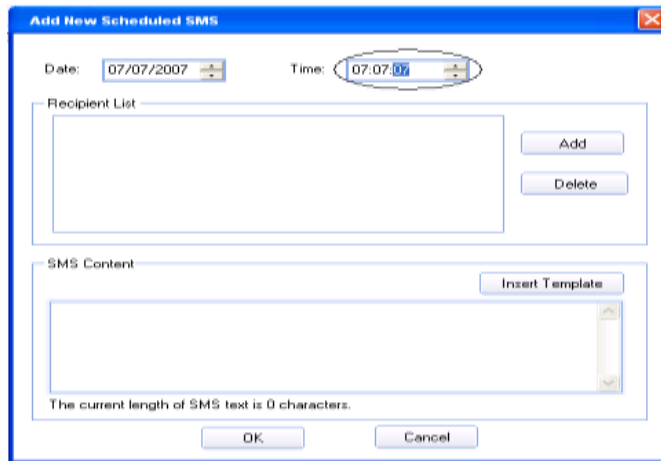 Add New Scheduled SMS
Date: 07/07/2007 Time: 07:07:07
Recipient List
Add
Delete
SMS Content
Insert Template
The current length of SMS text is 0 characters.
OK Cancel